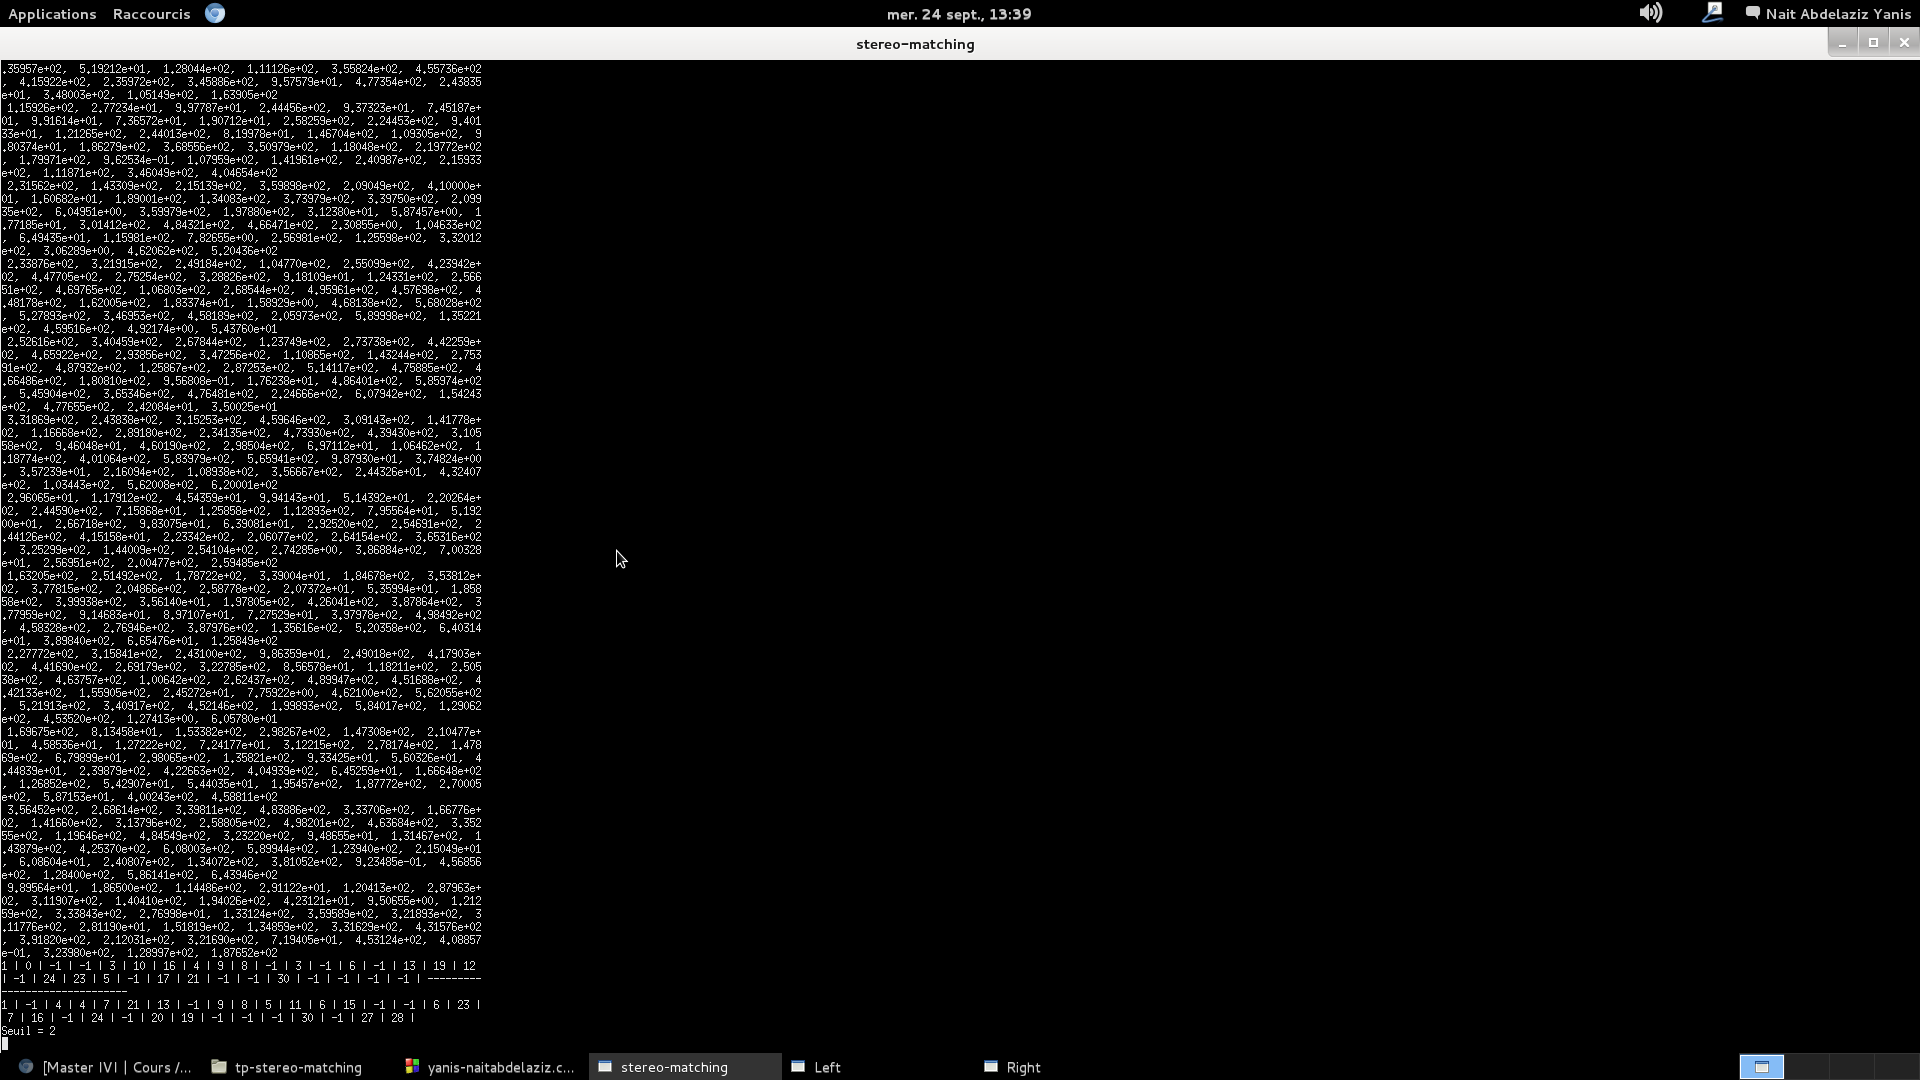 Applications Raccourcis mer. 24 sept., 13:39 Nait Abdelaziz Yanis
stereo-matching
.35957e+02, 5.19212e+01, 1.28044e+02, 1.11126e+02, 3.55824e+02, 4.55736e+02
, 4.15922e+02, 2.35972e+02, 3.45886e+02, 9.57579e+01, 4.77354e+02, 2.43835
e+01, 3.48003e+02, 1.05149e+02, 1.63905e+02
1.15926e+02, 2.77234e+01, 9.97787e+01, 2.44456e+02, 9.37323e+01, 7.45187e+
01, 9.91614e+01, 7.36572e+01, 1.90712e+01, 2.58259e+02, 2.24453e+02, 9.401
33e+01, 1.21265e+02, 2.44013e+02, 8.19978e+01, 1.46704e+02, 1.09305e+02, 9
.80374e+01, 1.86279e+02, 3.68556e+02, 3.50979e+02, 1.18048e+02, 2.19772e+02
, 1.79971e+02, 9.62534e-01, 1.07959e+02, 1.41961e+02, 2.40987e+02, 2.15933
e+02, 1.11871e+02, 3.46049e+02, 4.04654e+02
2.31562e+02, 1.43309e+02, 2.15139e+02, 3.59898e+02, 2.09049e+02, 4.10000e+
01, 1.60682e+02, 1.89001e+02, 1.34083e+02, 3.73979e+02, 3.39750e+02, 2.099
35e+02, 6.04951e+00, 3.59979e+02, 1.97880e+02, 3.12380e+01, 5.87457e+00, 1
.77185e+01, 3.01412e+02, 4.84321e+02, 4.66471e+02, 2.30855e+00, 1.04633e+02
, 6.49435e+01, 1.15981e+02, 7.82655e+00, 2.56981e+02, 1.25598e+02, 3.32012
e+02, 3.06289e+00, 4.62062e+02, 5.20436e+02
2.33876e+02, 3.21915e+02, 2.49184e+02, 1.04770e+02, 2.55099e+02, 4.23942e+
02, 4.47705e+02, 2.75254e+02, 3.28826e+02, 9.18109e+01, 1.24331e+02, 2.566
51e+02, 4.69765e+02, 1.06803e+02, 2.68544e+02, 4.95961e+02, 4.57698e+02, 4
.48178e+02, 1.62005e+02, 1.83374e+01, 1.58929e+00, 4.68138e+02, 5.68028e+02
, 5.27893e+02, 3.46953e+02, 4.58189e+02, 2.05973e+02, 5.89998e+02, 1.35221
e+02, 4.59516e+02, 4.92174e+00, 5.43760e+01
2.52616e+02, 3.40459e+02, 2.67844e+02, 1.23749e+02, 2.73738e+02, 4.42259e+
02, 4.65922e+02, 2.93856e+02, 3.47256e+02, 1.10865e+02, 1.43244e+02, 2.753
91e+02, 4.87932e+02, 1.25867e+02, 2.87253e+02, 5.14117e+02, 4.75885e+02, 4
.66486e+02, 1.80810e+02, 9.56808e-01, 1.76238e+01, 4.86401e+02, 5.85974e+02
, 5.45904e+02, 3.65346e+02, 4.76481e+02, 2.24666e+02, 6.07942e+02, 1.54243
e+02, 4.77655e+02, 2.42084e+01, 3.50025e+01
3.31869e+02, 2.43838e+02, 3.15253e+02, 4.59646e+02, 3.09143e+02, 1.41778e+
02, 1.16668e+02, 2.89180e+02, 2.34135e+02, 4.73930e+02, 4.39430e+02, 3.105
58e+02, 9.46048e+01, 4.60190e+02, 2.98504e+02, 6.97112e+01, 1.06462e+02, 1
.18774e+02, 4.01064e+02, 5.83979e+02, 5.65941e+02, 9.87930e+01, 3.74824e+00
, 3.57239e+01, 2.16094e+02, 1.08938e+02, 3.56667e+02, 2.44326e+01, 4.32407
e+02, 1.03443e+02, 5.62008e+02, 6.20001e+02
2.96065e+01, 1.17912e+02, 4.54359e+01, 9.94143e+01, 5.14392e+01, 2.20264e+
02, 2.44590e+02, 7.15868e+01, 1.25858e+02, 1.12893e+02, 7.95564e+01, 5.192
00e+01, 2.66718e+02, 9.83075e+01, 6.39081e+01, 2.92520e+02, 2.54691e+02, 2
.44126e+02, 4.15158e+01, 2.23342e+02, 2.06077e+02, 2.64154e+02, 3.65316e+02
, 3.25299e+02, 1.44009e+02, 2.54104e+02, 2.74285e+00, 3.86884e+02, 7.00328
e+01, 2.56951e+02, 2.00477e+02, 2.59485e+02
1.63205e+02, 2.51492e+02, 1.78722e+02, 3.39004e+01, 1.84678e+02, 3.53812e+
02, 3.77815e+02, 2.04866e+02, 2.58778e+02, 2.07372e+01, 5.35994e+01, 1.858
58e+02, 3.99938e+02, 3.56140e+01, 1.97805e+02, 4.26041e+02, 3.87864e+02, 3
.77959e+02, 9.14683e+01, 8.97107e+01, 7.27529e+01, 3.97978e+02, 4.98492e+02
, 4.58328e+02, 2.76946e+02, 3.87976e+02, 1.35616e+02, 5.20358e+02, 6.40314
e+01, 3.89840e+02, 6.65476e+01, 1.25849e+02
2.27772e+02, 3.15841e+02, 2.43100e+02, 9.86359e+01, 2.49018e+02, 4.17903e+
02, 4.41690e+02, 2.69179e+02, 3.22785e+02, 8.56578e+01, 1.18211e+02, 2.505
38e+02, 4.63757e+02, 1.00642e+02, 2.62437e+02, 4.89947e+02, 4.51688e+02, 4
.42133e+02, 1.55905e+02, 2.45272e+01, 7.75922e+00, 4.62100e+02, 5.62055e+02
, 5.21913e+02, 3.40917e+02, 4.52146e+02, 1.99893e+02, 5.84017e+02, 1.29062
e+02, 4.53520e+02, 1.27413e+00, 6.05780e+01
1.69675e+02, 8.13458e+01, 1.53382e+02, 2.98267e+02, 1.47308e+02, 2.10477e+
01, 4.58536e+01, 1.27222e+02, 7.24177e+01, 3.12215e+02, 2.78174e+02, 1.478
69e+02, 6.79899e+01, 2.98065e+02, 1.35821e+02, 9.33425e+01, 5.60326e+01, 4
.44839e+01, 2.39879e+02, 4.22663e+02, 4.04939e+02, 6.45259e+01, 1.66648e+02
, 1.26852e+02, 5.42907e+01, 5.44035e+01, 1.95457e+02, 1.87772e+02, 2.70005
e+02, 5.87153e+01, 4.00243e+02, 4.58811e+02
3.56452e+02, 2.68614e+02, 3.39811e+02, 4.83886e+02, 3.33706e+02, 1.66776e+
02, 1.41660e+02, 3.13796e+02, 2.58805e+02, 4.98201e+02, 4.63684e+02, 3.352
55e+02, 1.19646e+02, 4.84549e+02, 3.23220e+02, 9.48655e+01, 1.31467e+02, 1
.43879e+02, 4.25370e+02, 6.08003e+02, 5.89944e+02, 1.23940e+02, 2.15049e+01
, 6.08604e+01, 2.40807e+02, 1.34072e+02, 3.81052e+02, 9.23485e-01, 4.56856
e+02, 1.28400e+02, 5.86141e+02, 6.43946e+02
9.89564e+01, 1.86500e+02, 1.14486e+02, 2.91122e+01, 1.20413e+02, 2.87963e+
02, 3.11907e+02, 1.40410e+02, 1.94026e+02, 4.23121e+01, 9.50655e+00, 1.212
59e+02, 3.33843e+02, 2.76998e+01, 1.33124e+02, 3.59589e+02, 3.21893e+02, 3
.11776e+02, 2.81190e+01, 1.51819e+02, 1.34859e+02, 3.31629e+02, 4.31576e+02
, 3.91820e+02, 2.12031e+02, 3.21690e+02, 7.19405e+01, 4.53124e+02, 4.08857
e-01, 3.23980e+02, 1.28997e+02, 1.87652e+02
1 | 0 | -1 | -1 | 3 | 10 | 16 | 4 | 9 | 8 | -1 | 3 | -1 | 6 | -1 | 13 | 19 | 12
| -1 | 24 | 23 | 5 | -1 | 17 | 21 | -1 | -1 | 30 | -1 | -1 | -1 | -1 | ---------
---------------------
1 | -1 | 4 | 4 | 7 | 21 | 13 | -1 | 9 | 8 | 5 | 11 | 6 | 15 | -1 | -1 | 6 | 23 |
7 | 16 | -1 | 24 | -1 | 20 | 19 | -1 | -1 | -1 | 30 | -1 | 27 | 28 |
Seuil = 2
[Master IVI | Cours /... tp-stereo-matching yanis-naitabdelaziz.c... stereo-matching Left Right